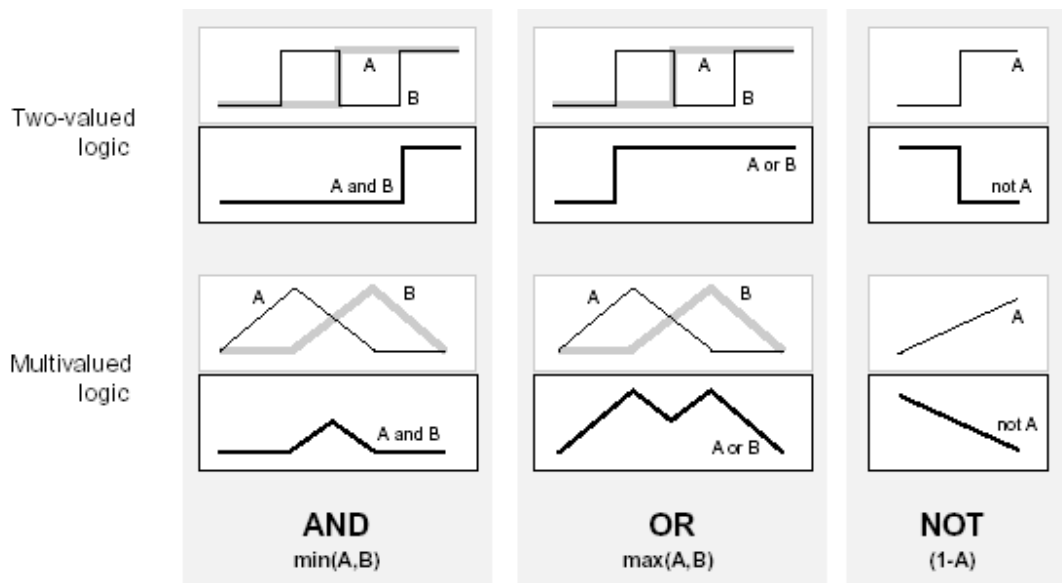 Two-valued
logic
A
B
A and B
A
B
A or B
A
not A
Multivalued
logic
A
B
A and B
A
B
A or B
A
not A
AND
min(A,B)
OR
max(A,B)
NOT
(1-A)